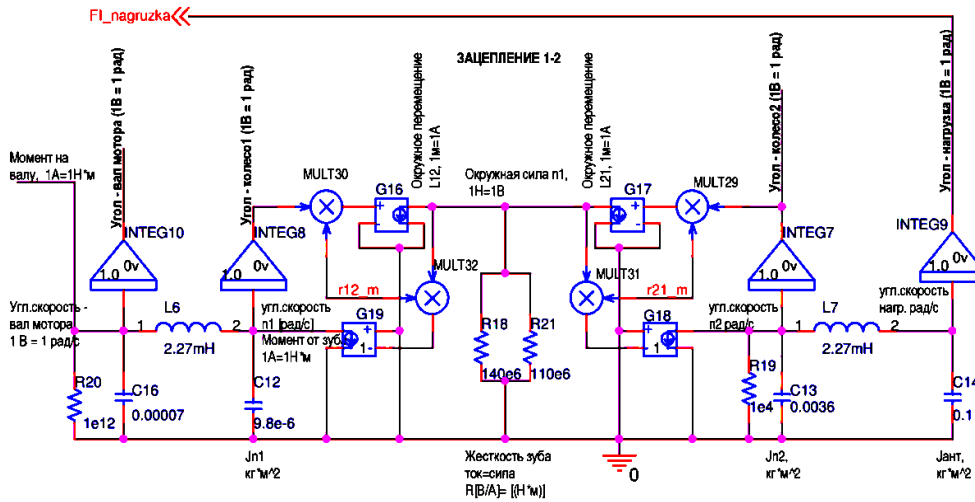 FI_nagruzka
ЗАЦЕПЛЕНИЕ 1-2
Угол - вал мотора (1В = 1 рад)
Угол - колесо1 (1В = 1 рад)
Окружное перемещение
L12, 1м=1А
Окружная сила n1,
1Н=1В
Окружное перемещение
L21, 1м=1А
Угол - колесо2 (1В = 1 рад)
Угол - нагрузка (1В = 1 рад)
Момент на
валу, 1А=1Н*м
MULT30
G16
G17
MULT29
INTEG10
1.0
0v
INTEG8
1.0
0v
INTEG7
1.0
0v
INTEG9
1.0
0v
MULT32
MULT31
r12_m
r21_m
Угл.скорость -
вал мотора
1 В = 1 рад/с
L6
1
2
2.27mH
угл.скорость
n1 [рад/с]
Момент от зуба
1А=1Н*м
G19
1
G18
1
угл.скорость
n2 рад/с
L7
1
2
2.27mH
угл.скорость
нагр.рад/с
R18
140e6
R21
110e6
R20
1e12
C16
0.00007
C12
9.8e-6
R19
1e4
C13
0.0036
C14
0.1
Jn1
кг*м^2
Жесткость зуба
ток=сила
R[В/А]= [(Н*м)]
0
Jn2,
кг*м^2
Jант,
кг*м^2